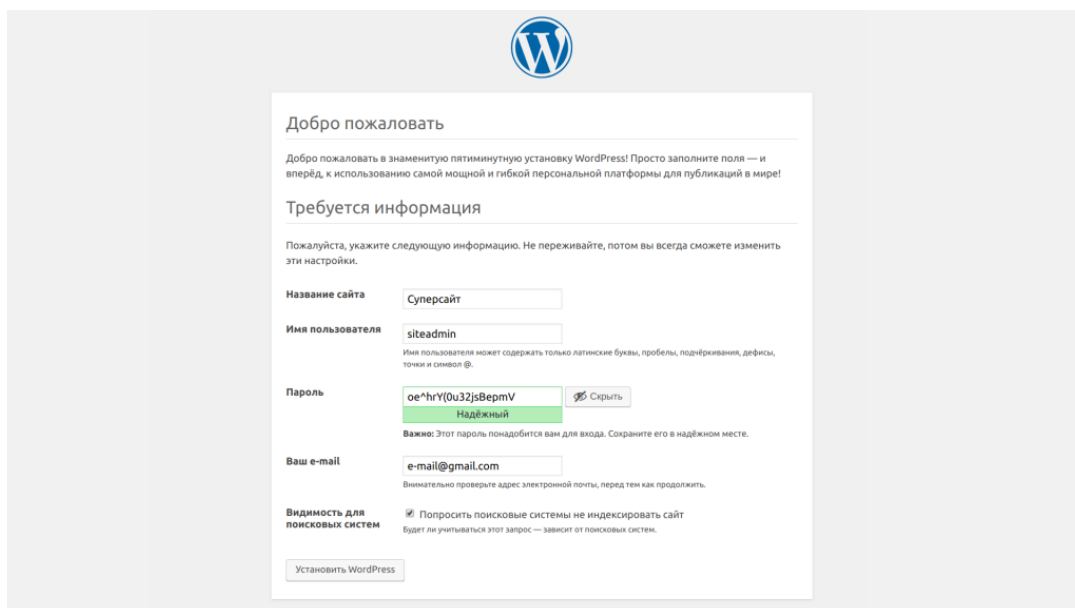 Добро пожаловать
Добро пожаловать в знаменитую пятиминутную установку WordPress! Просто заполните поля — и
вперёд, к использованию самой мощной и гибкой персональной платформы для публикаций в мире!
Требуется информация
Пожалуйста, укажите следующую информацию. Не переживайте, потом вы всегда сможете изменить
эти настройки.
Название сайта
Суперсайт
Имя пользователя
siteadmin
Имя пользователя может содержать только латинские буквы, пробелы, подчёркивания, дефисы,
точки и символ @.
Пароль
oe^hrY(0u32jsBepmV
Скрыть
Надёжный
Важно: Этот пароль понадобится вам для входа. Сохраните его в надёжном месте.
Ваш e-mail
e-mail@gmail.com
Внимательно проверьте адрес электронной почты, перед тем как продолжить.
Видимость для
поисковых систем
Попросить поисковые системы не индексировать сайт
Будет ли учитываться этот запрос — зависит от поисковых систем.
Установить WordPress